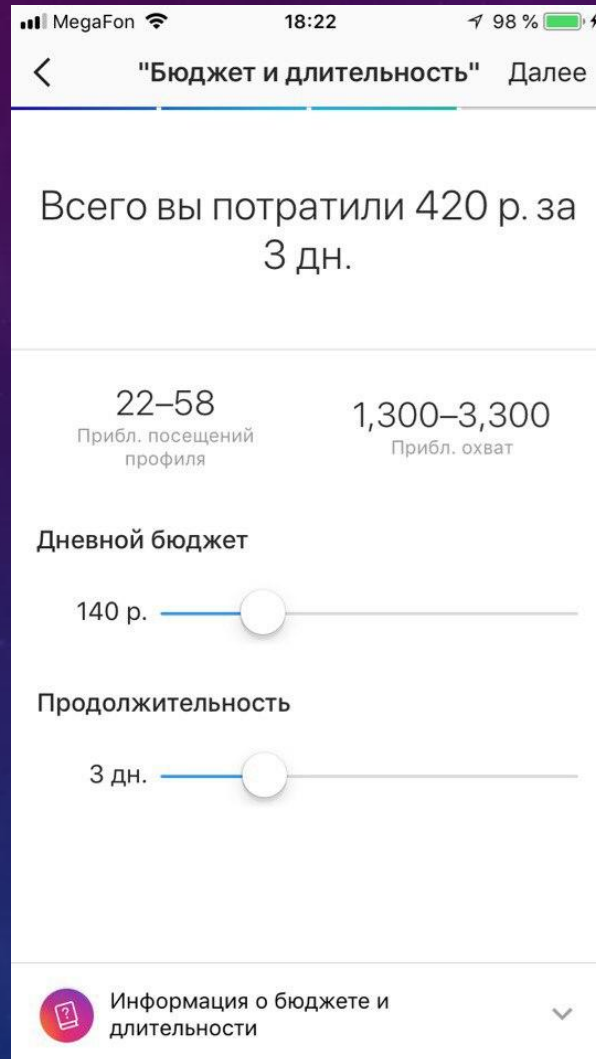 MegaFon 18:22 98 %
"Бюджет и длительность" Далее
Всего вы потратили 420 р. за
3 дн.
22–58 1,300–3,300
Прибл. посещений Прибл. охват
профиля
Дневной бюджет
140 р.
Продолжительность
3 дн.
Информация о бюджете и
длительности